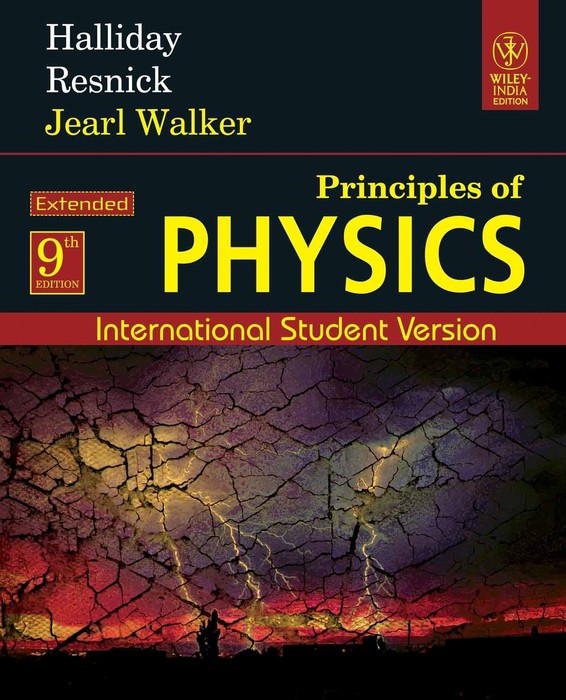 Halliday
Resnick
Jearl Walker
WILEY-
INDIA
EDITION
Principles of
Extended
PHYSICS
9th
EDITION
International Student Version